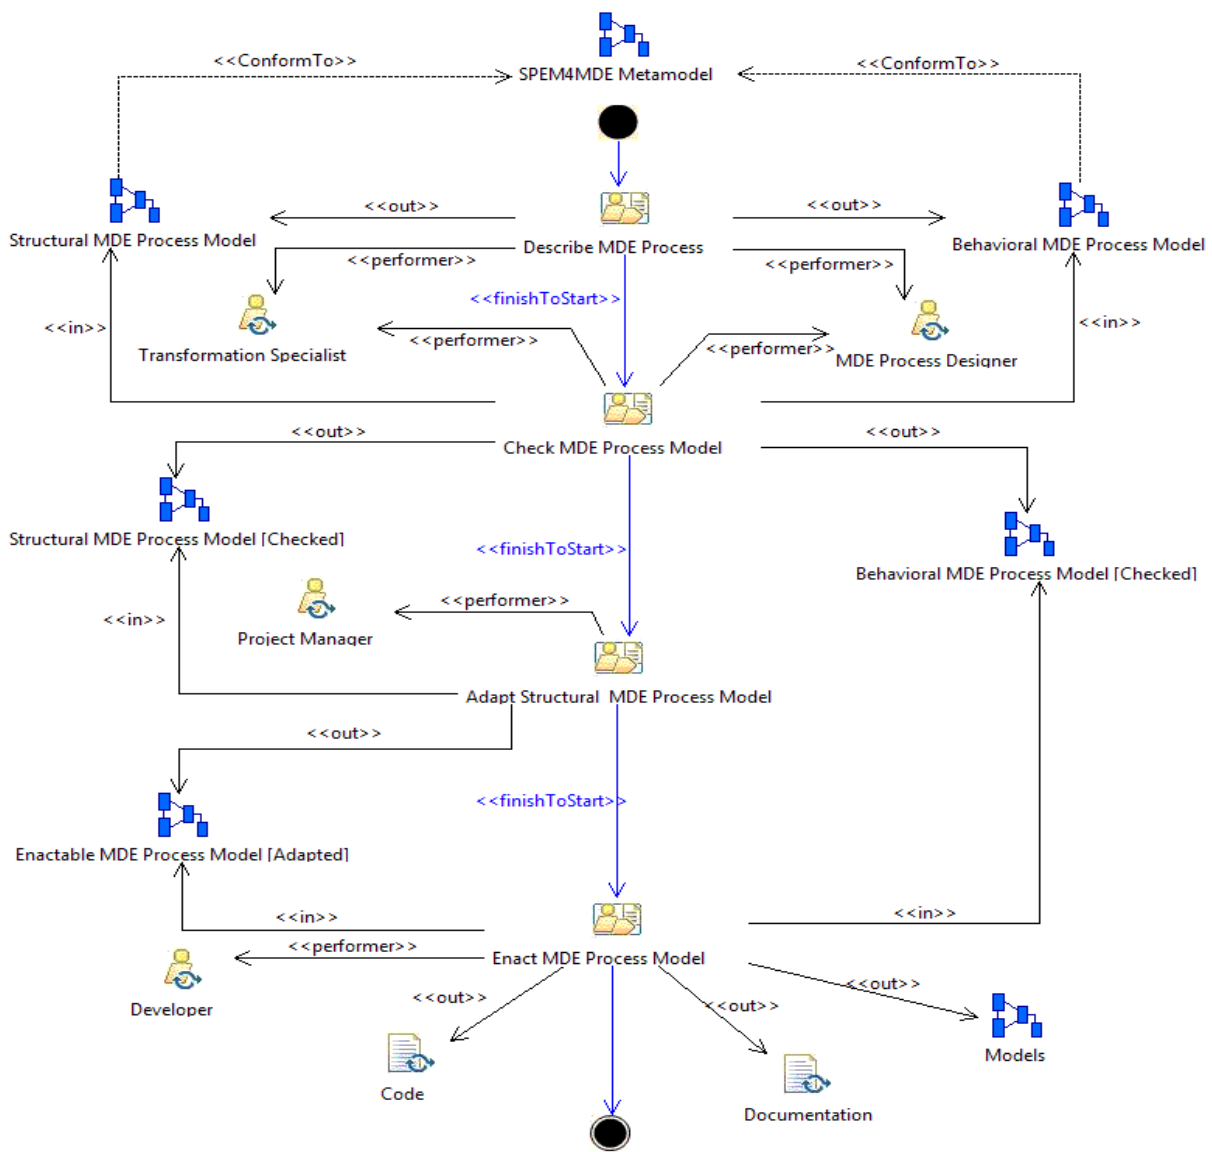 <<ConformTo>>
<<ConformTo>>
SPEM4MDE Metamodel
<<out>>
<<out>>
Structural MDE Process Model
Describe MDE Process
Behavioral MDE Process Model
<<performer>>
<<performer>>
<<finishToStart>>
<<in>>
<<in>>
<<performer>>
<<performer>>
Transformation Specialist
MDE Process Designer
<<out>>
<<out>>
Check MDE Process Model
Structural MDE Process Model [Checked]
<<finishToStart>>
Behavioral MDE Process Model [Checked]
<<performer>>
<<in>>
Project Manager
Adapt Structural MDE Process Model
<<out>>
<<finishToStart>>
Enactable MDE Process Model [Adapted]
<<in>>
<<in>>
<<performer>>
Enact MDE Process Model
<<out>>
<<out>>
<<out>>
Developer
Models
Code
Documentation